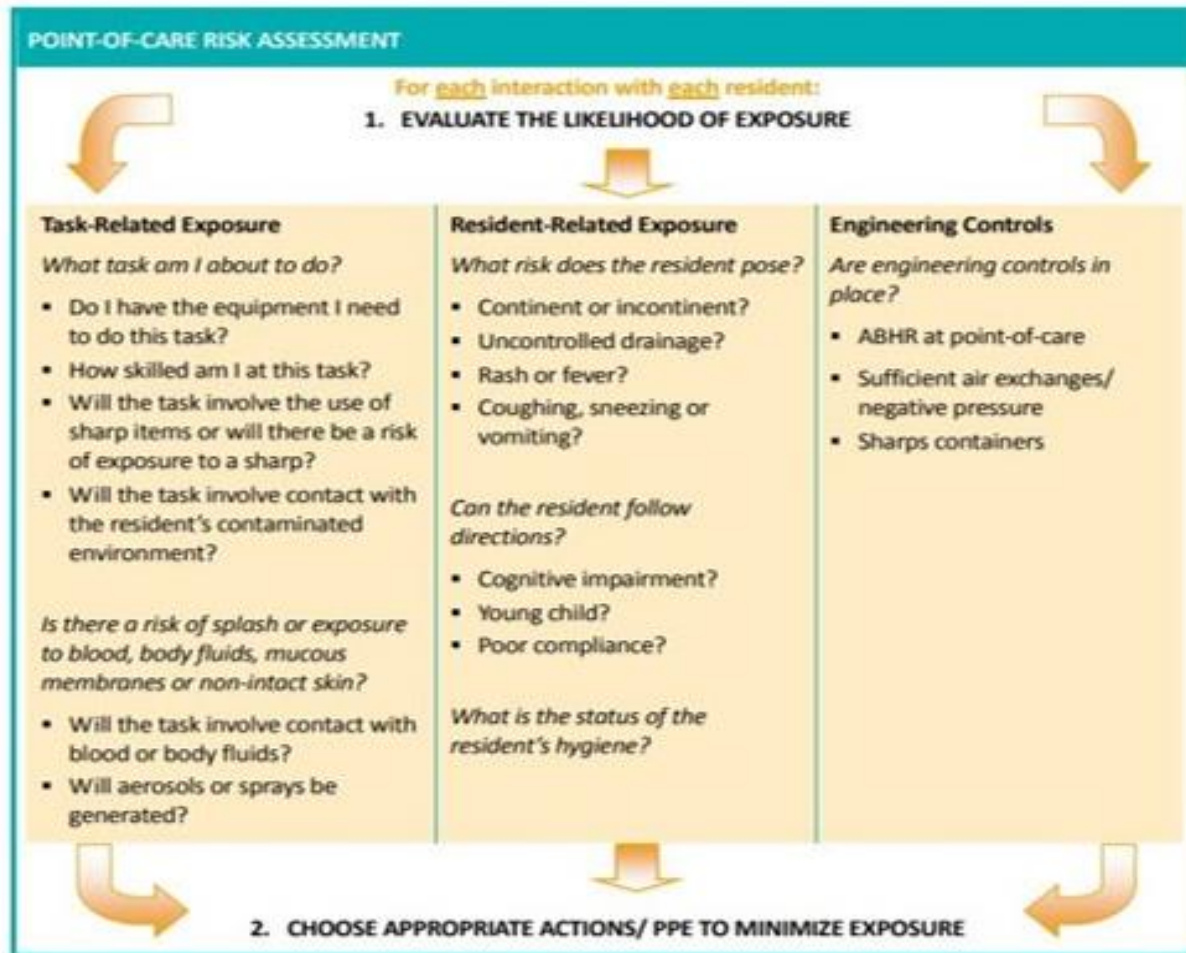 POINT-OF-CARE RISK ASSESSMENT
For each interaction with each resident:
1. EVALUATE THE LIKELIHOOD OF EXPOSURE
Task-Related Exposure
What task am I about to do?
▪ Do I have the equipment I need
to do this task?
▪ How skilled am I at this task?
▪ Will the task involve the use of
sharp items or will there be a risk
of exposure to a sharp?
▪ Will the task involve contact with
the resident's contaminated
environment?
Is there a risk of splash or exposure
to blood, body fluids, mucous
membranes or non-intact skin?
▪ Will the task involve contact with
blood or body fluids?
▪ Will aerosols or sprays be
generated?
Resident-Related Exposure
What risk does the resident pose?
▪ Continent or incontinent?
▪ Uncontrolled drainage?
▪ Rash or fever?
▪ Coughing, sneezing or
vomiting?
Can the resident follow
directions?
▪ Cognitive impairment?
▪ Young child?
▪ Poor compliance?
What is the status of the
resident's hygiene?
Engineering Controls
Are engineering controls in
place?
▪ ABHR at point-of-care
▪ Sufficient air exchanges/
negative pressure
▪ Sharps containers
2. CHOOSE APPROPRIATE ACTIONS/ PPE TO MINIMIZE EXPOSURE